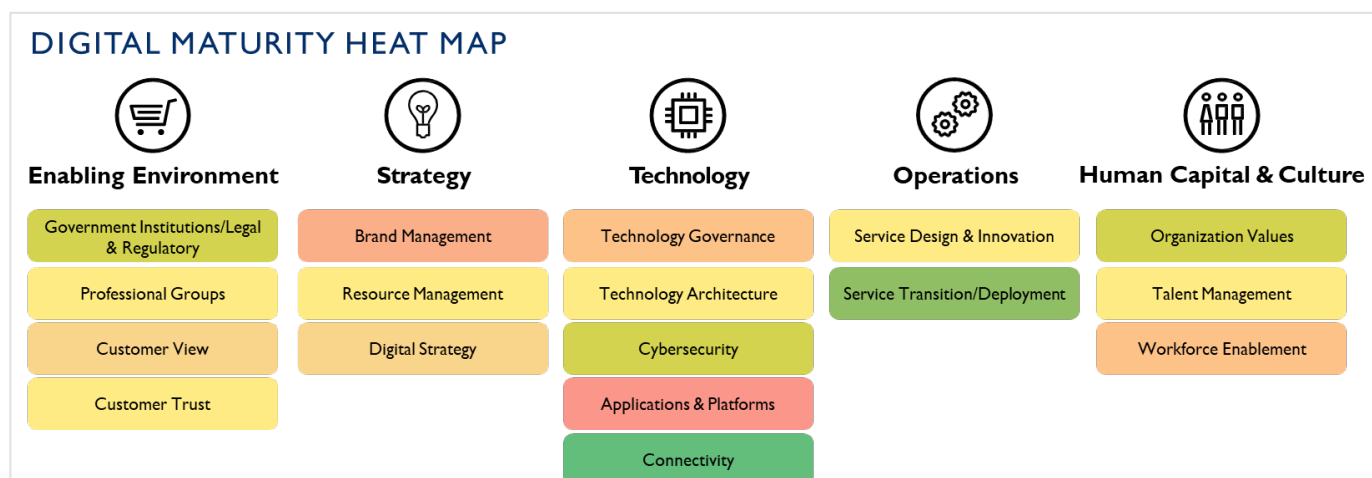 DIGITAL MATURITY HEAT MAP
Enabling Environment
Government Institutions/Legal
& Regulatory
Professional Groups
Customer View
Customer Trust
Strategy
Brand Management
Resource Management
Digital Strategy
Technology
Technology Governance
Technology Architecture
Cybersecurity
Applications & Platforms
Connectivity
Operations
Service Design & Innovation
Service Transition/Deployment
Human Capital & Culture
Organization Values
Talent Management
Workforce Enablement